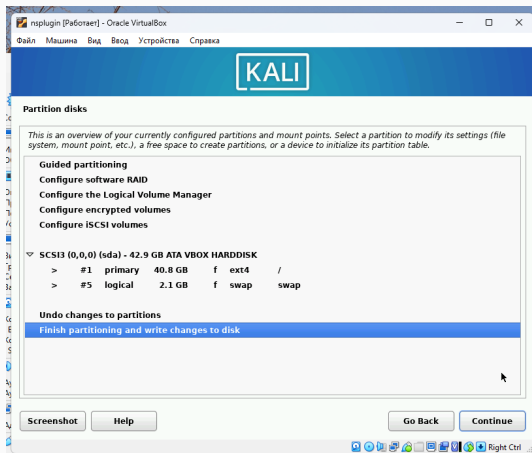 nsplugin [Работает] - Oracle VirtualBox
Файл Машина Вид Ввод Устройства Справка
KALI
Partition disks
This is an overview of your currently configured partitions and mount points. Select a partition to modify its settings (file
system, mount point, etc.), a free space to create partitions, or a device to initialize its partition table.
Guided partitioning
Configure software RAID
Configure the Logical Volume Manager
Configure encrypted volumes
Configure iSCSI volumes
SCSI3 (0,0,0) (sda) - 42.9 GB ATA VBOX HARDDISK
> #1 primary 40.8 GB f ext4 /
> #5 logical 2.1 GB f swap swap
Undo changes to partitions
Finish partitioning and write changes to disk
Screenshot Help Go Back Continue
Right Ctrl